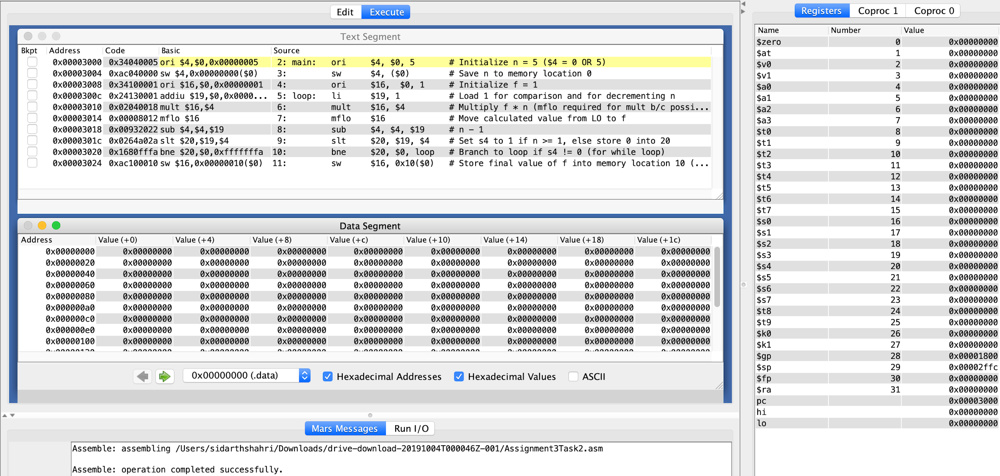 Edit Execute
Registers Coproc 1 Coproc 0
Text Segment
Bkpt Address Code Basic Source
0x00003000 0x34040005 ori $4,$0,0x00000005 2: main: ori $4, $0, 5 # Initialize n = 5 ($4 = 0 OR 5)
0x00003004 0xac040000 sw $4,0x00000000($0) 3: sw $4, ($0) # Save n to memory location 0
0x00003008 0x34100001 ori $16,$0,0x00000001 4: ori $16, $0, 1 # Initialize f = 1
0x0000300c 0x24130001 addiu $19,$0,0x0000... 5: loop: li $19, 1 # Load 1 for comparison and for decrementing n
0x00003010 0x02040018 mult $16,$4 6: mult $16, $4 # Multiply f * n (mflo required for mult b/c possi...
0x00003014 0x00008012 mflo $16 7: mflo $16 # Move calculated value from LO to f
0x00003018 0x00932022 sub $4,$4,$19 8: sub $4, $4, $19 # n - 1
0x0000301c 0x0264a02a slt $20,$19,$4 9: slt $20, $19, $4 # Set s4 to 1 if n >= 1, else store 0 into 20
0x00003020 0x1680fffa bne $20,$0,0xfffffffa 10: bne $20, $0, loop # Branch to loop if s4 != 0 (for while loop)
0x00003024 0xac100010 sw $16,0x00000010($0) 11: sw $16, 0x10($0) # Store final value of f into memory location 10 (...
Data Segment
Address Value (+0) Value (+4) Value (+8) Value (+c) Value (+10) Value (+14) Value (+18) Value (+1c)
0x00000000 0x00000000 0x00000000 0x00000000 0x00000000 0x00000000 0x00000000 0x00000000 0x00000000
0x00000020 0x00000000 0x00000000 0x00000000 0x00000000 0x00000000 0x00000000 0x00000000 0x00000000
0x00000040 0x00000000 0x00000000 0x00000000 0x00000000 0x00000000 0x00000000 0x00000000 0x00000000
0x00000060 0x00000000 0x00000000 0x00000000 0x00000000 0x00000000 0x00000000 0x00000000 0x00000000
0x00000080 0x00000000 0x00000000 0x00000000 0x00000000 0x00000000 0x00000000 0x00000000 0x00000000
0x000000a0 0x00000000 0x00000000 0x00000000 0x00000000 0x00000000 0x00000000 0x00000000 0x00000000
0x000000c0 0x00000000 0x00000000 0x00000000 0x00000000 0x00000000 0x00000000 0x00000000 0x00000000
0x000000e0 0x00000000 0x00000000 0x00000000 0x00000000 0x00000000 0x00000000 0x00000000 0x00000000
0x00000100 0x00000000 0x00000000 0x00000000 0x00000000 0x00000000 0x00000000 0x00000000 0x00000000
0x00000000 (.data) Hexadecimal Addresses Hexadecimal Values ASCII
Mars Messages Run I/O
Assemble: assembling /Users/sidarthshahri/Downloads/drive-download-20191004T000046Z-001/Assignment3Task2.asm
Assemble: operation completed successfully.
Name Number Value
$zero 0 0x00000000
$at 1 0x00000000
$v0 2 0x00000000
$v1 3 0x00000000
$a0 4 0x00000000
$a1 5 0x00000000
$a2 6 0x00000000
$a3 7 0x00000000
$t0 8 0x00000000
$t1 9 0x00000000
$t2 10 0x00000000
$t3 11 0x00000000
$t4 12 0x00000000
$t5 13 0x00000000
$t6 14 0x00000000
$t7 15 0x00000000
$s0 16 0x00000000
$s1 17 0x00000000
$s2 18 0x00000000
$s3 19 0x00000000
$s4 20 0x00000000
$s5 21 0x00000000
$s6 22 0x00000000
$s7 23 0x00000000
$t8 24 0x00000000
$t9 25 0x00000000
$k0 26 0x00000000
$k1 27 0x00000000
$gp 28 0x00001800
$sp 29 0x00002ffc
$fp 30 0x00000000
$ra 31 0x00000000
pc 0x00003000
hi 0x00000000
lo 0x00000000